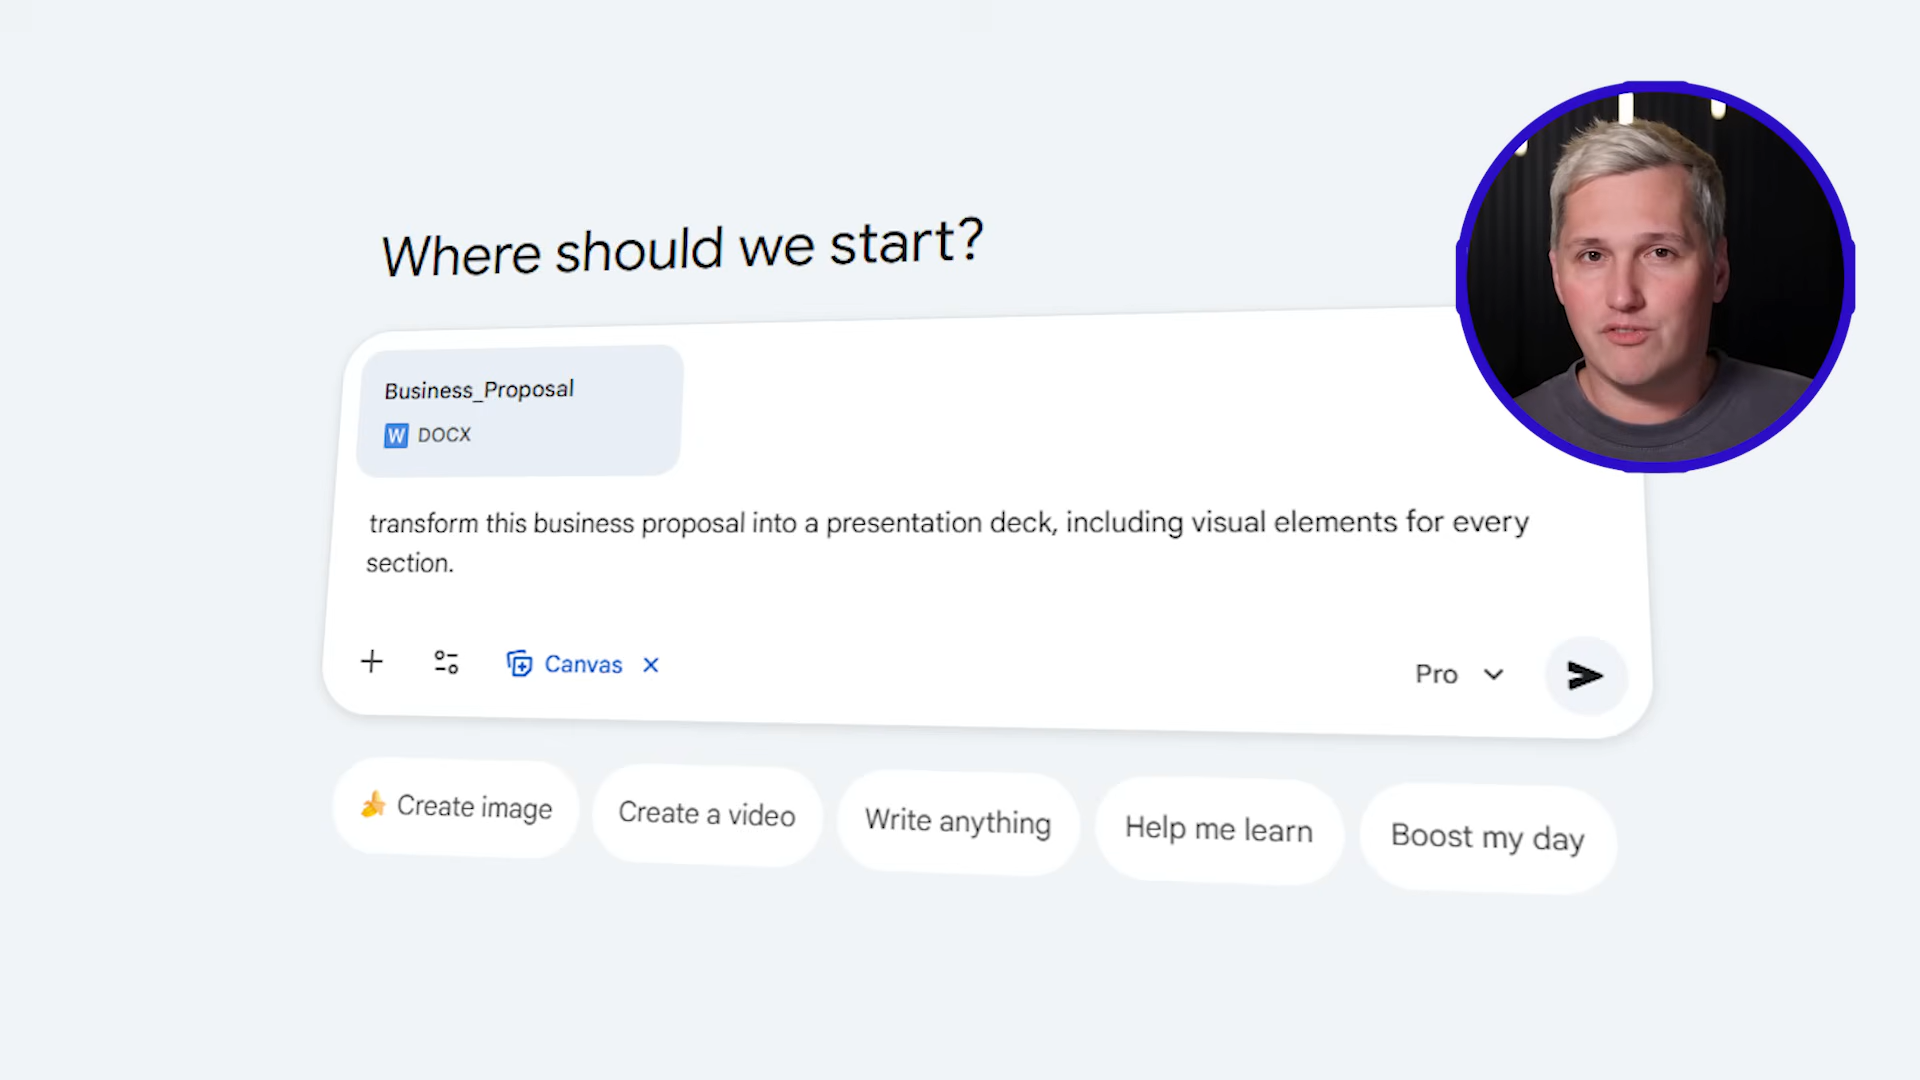 Where should we start?
Business_Proposal
W DOCX
transform this business proposal into a presentation deck, including visual elements for every
section.
Canvas
Pro
Create image
Create a video
Write anything
Help me learn
Boost my day